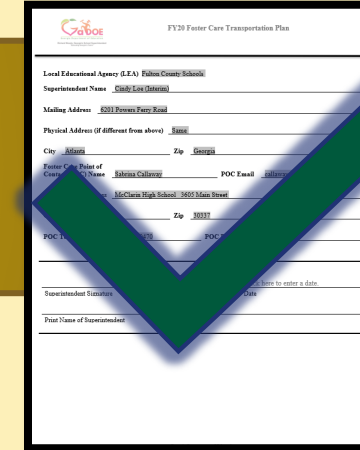 GaDOE
FY20 Foster Care Transportation Plan
Local Educational Agency (LEA) Fulton County Schools
Superintendent Name Cindy Loe (Interim)
Mailing Address 6201 Powers Ferry Road
Physical Address (if different from above) Same
City Atlanta Zip Georgia
Foster Point of
Name Sabrina Callaway POC Email
McClarin High School 3605 Main Street
Zip 30337
POC
here to enter a date.
Superintendent Signature Date
Print Name of Superintendent